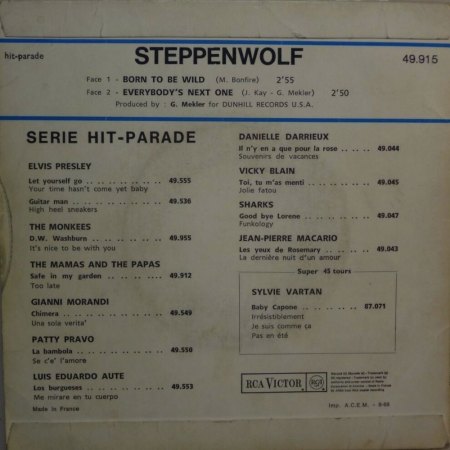 hit-parade
STEPPENWOLF
49.915
Face 1 - BORN TO BE WILD (M. Bonfire) 2'55
Face 2 - EVERYBODY'S NEXT ONE (J. Kay - G. Mekler) 2'50
Produced by : G. Mekler for DUNHILL RECORDS U.S.A.
SERIE HIT-PARADE
ELVIS PRESLEY
Let yourself go .. .. .. .. .. .. .. 49.555
Your time hasn't come yet baby
Guitar man .. .. .. .. .. .. .. .. 49.536
High heel sneakers
THE MONKEES
D.W. Washburn .. .. .. .. .. .. .. 49.955
It's nice to be with you
THE MAMAS AND THE PAPAS
Safe in my garden .. .. .. .. .... 49.912
Too late
GIANNI MORANDI
Chimera .. .. .. .. .. .. .. .. .. 49.549
Una sola verita'
PATTY PRAVO
La bambola .. .. .. .. .. .. .. .. 49.550
Se c'e' l'amore
LUIS EDUARDO AUTE
Los burgueses .. .. .. .. .. .. .. 49.553
Me mirare en tu cuerpo
Made in France
DANIELLE DARRIEUX
Il n'y en a que pour la rose .. .. .. 49.044
Souvenirs de vacances
VICKY BLAIN
Toi, tu m'as menti .. .. .. .. .. .. 49.045
Jolie fatou
SHARKS
Good bye Lorene .. .. .. .. .. .. 49.047
Funkology
JEAN-PIERRE MACARIO
Les yeux de Rosemary .. .. .. .. .. 49.043
La dernière nuit d'un amour
Super 45 tours
SYLVIE VARTAN
Baby Capone .. .. .. .. .. .. 87.071
Irrésistiblement
Je suis comme ça
Pas en été
RCA VICTOR
RCA
Imp. A.C.E.M.